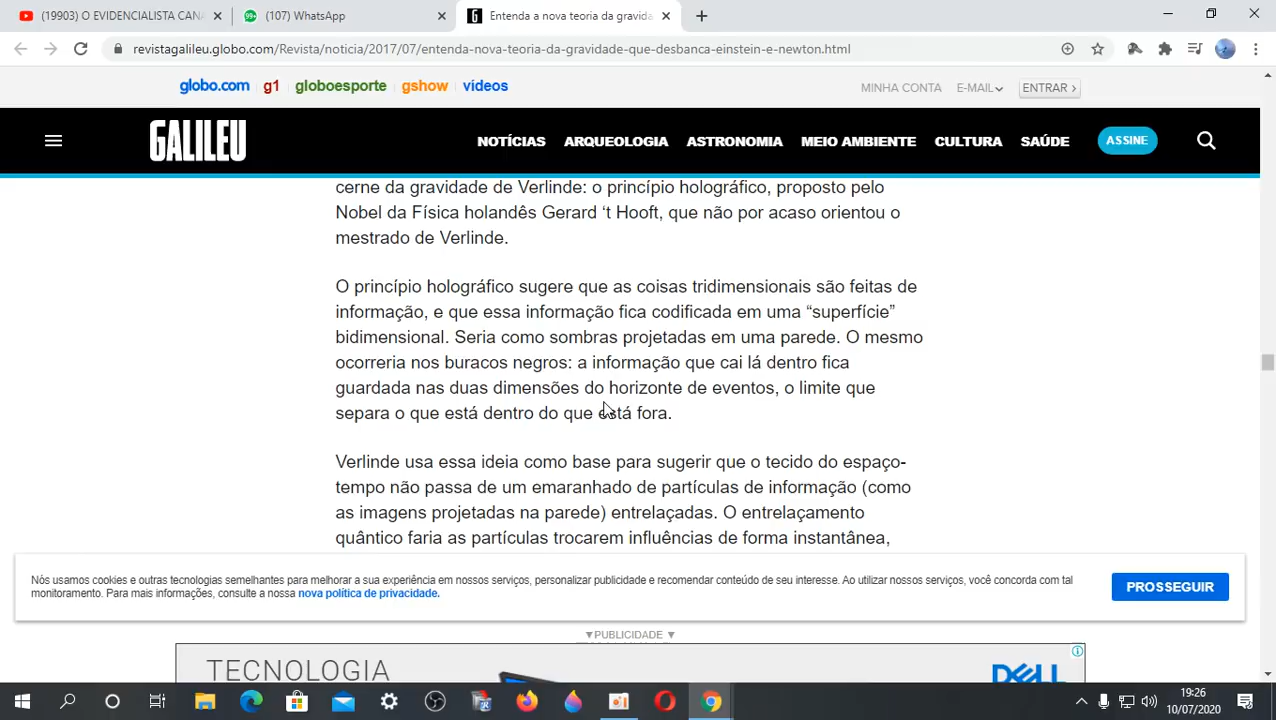 (19903) O EVIDENCIALISTA CANA
(107) WhatsApp
Entenda a nova teoria da gravida
revistagalileu.globo.com/Revista/noticia/2017/07/entenda-nova-teoria-da-gravidade-que-desbanca-einstein-e-newton.html
globo.com g1 globoesporte gshow videos
MINHA CONTA E-MAIL ENTRAR
GALILEU NOTÍCIAS ARQUEOLOGIA ASTRONOMIA MEIO AMBIENTE CULTURA SAÚDE ASSINE
cerne da gravidade de Verlinde: o princípio holográfico, proposto pelo
Nobel da Física holandês Gerard ‘t Hooft, que não por acaso orientou o
mestrado de Verlinde.
O princípio holográfico sugere que as coisas tridimensionais são feitas de
informação, e que essa informação fica codificada em uma “superfície”
bidimensional. Seria como sombras projetadas em uma parede. O mesmo
ocorreria nos buracos negros: a informação que cai lá dentro fica
guardada nas duas dimensões do horizonte de eventos, o limite que
separa o que está dentro do que está fora.
Verlinde usa essa ideia como base para sugerir que o tecido do espaço-
tempo não passa de um emaranhado de partículas de informação (como
as imagens projetadas na parede) entrelaçadas. O entrelaçamento
quântico faria as partículas trocarem influências de forma instantânea,
Nós usamos cookies e outras tecnologias semelhantes para melhorar a sua experiência em nossos serviços, personalizar publicidade e recomendar conteúdo de seu interesse. Ao utilizar nossos serviços, você concorda com tal
monitoramento. Para mais informações, consulte a nossa nova política de privacidade.
PROSSEGUIR
▼PUBLICIDADE ▼
TECNOLOGIA
DELL
19:26
10/07/2020